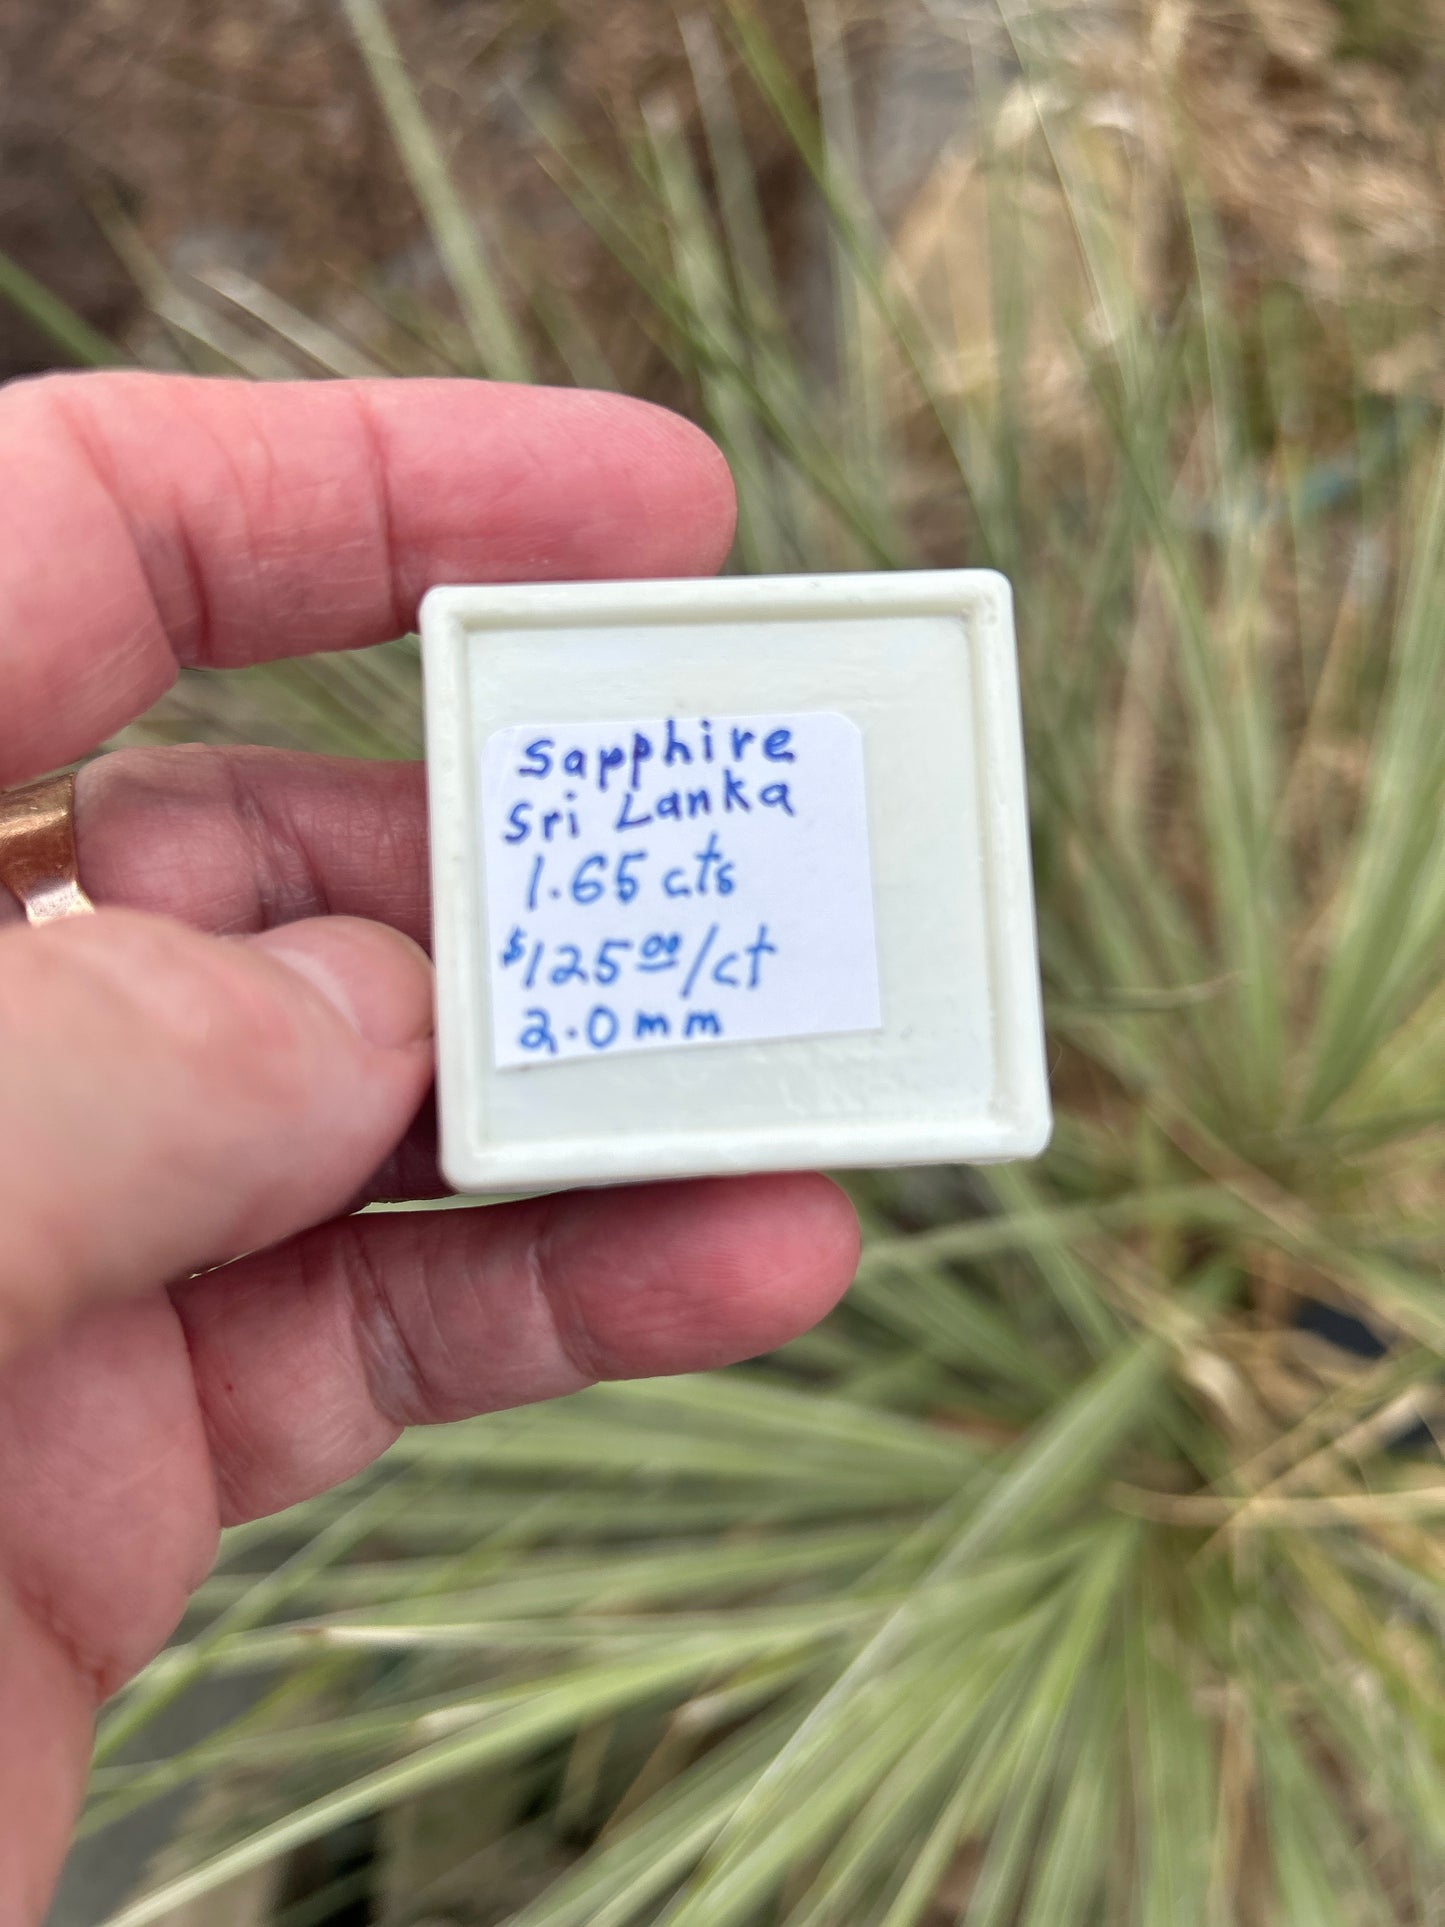 Sapphire
Sri Lanka
1.65 cts
$125.00/ct
2.0mm